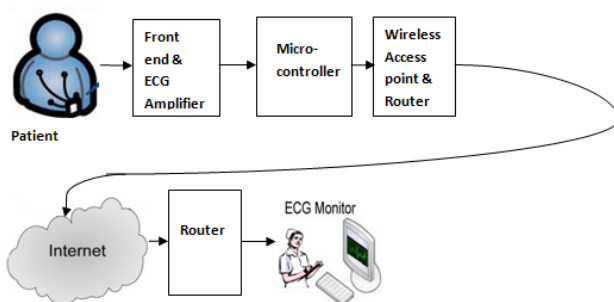 Patient
Front
end &
ECG
Amplifier
Micro-
controller
Wireless
Access
point &
Router
Internet
Router
ECG Monitor